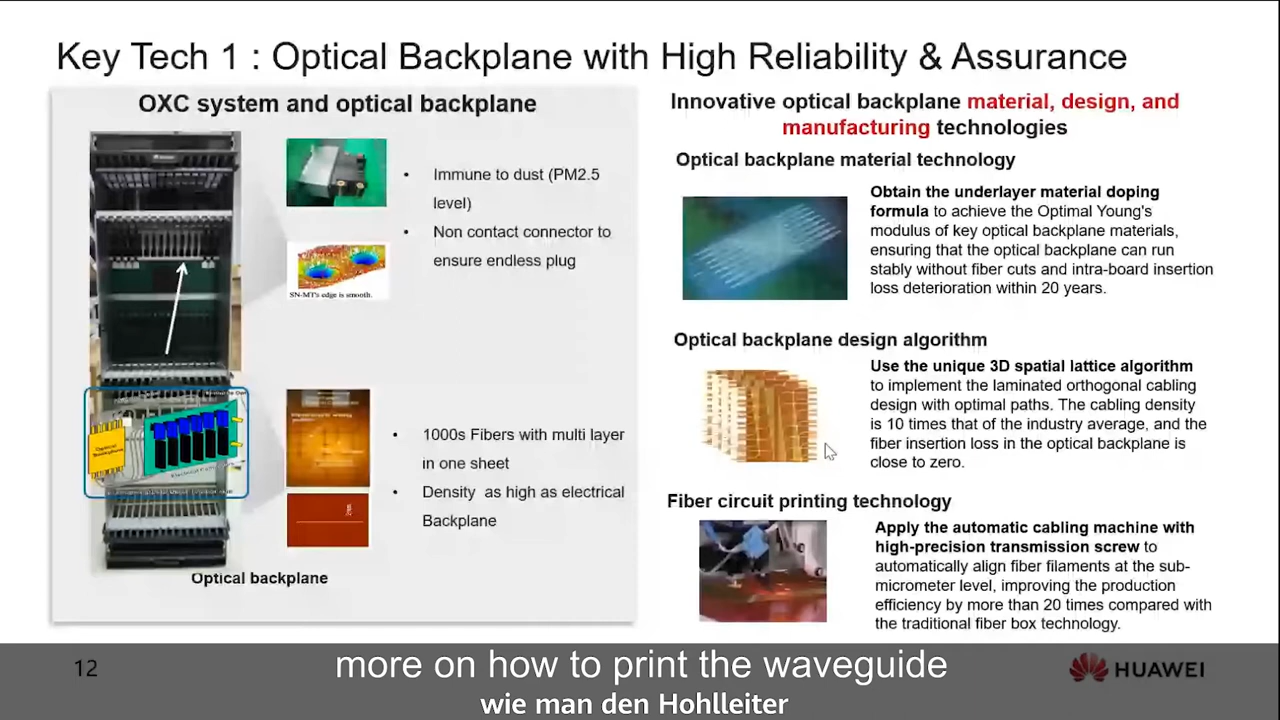 Key Tech 1 : Optical Backplane with High Reliability & Assurance
OXC system and optical backplane
• Immune to dust (PM2.5
level)
• Non contact connector to
ensure endless plug
SN-MT's edge is smooth.
• 1000s Fibers with multi layer
in one sheet
• Density as high as electrical
Backplane
Optical backplane
Innovative optical backplane material, design, and
manufacturing technologies
Optical backplane material technology
Obtain the underlayer material doping
formula to achieve the Optimal Young's
modulus of key optical backplane materials,
ensuring that the optical backplane can run
stably without fiber cuts and intra-board insertion
loss deterioration within 20 years.
Optical backplane design algorithm
Use the unique 3D spatial lattice algorithm
to implement the laminated orthogonal cabling
design with optimal paths. The cabling density
is 10 times that of the industry average, and the
fiber insertion loss in the optical backplane is
close to zero.
Fiber circuit printing technology
Apply the automatic cabling machine with
high-precision transmission screw to
automatically align fiber filaments at the sub-
micrometer level, improving the production
efficiency by more than 20 times compared with
the traditional fiber box technology.
12
HUAWEI
more on how to print the waveguide
wie man den Hohlleiter